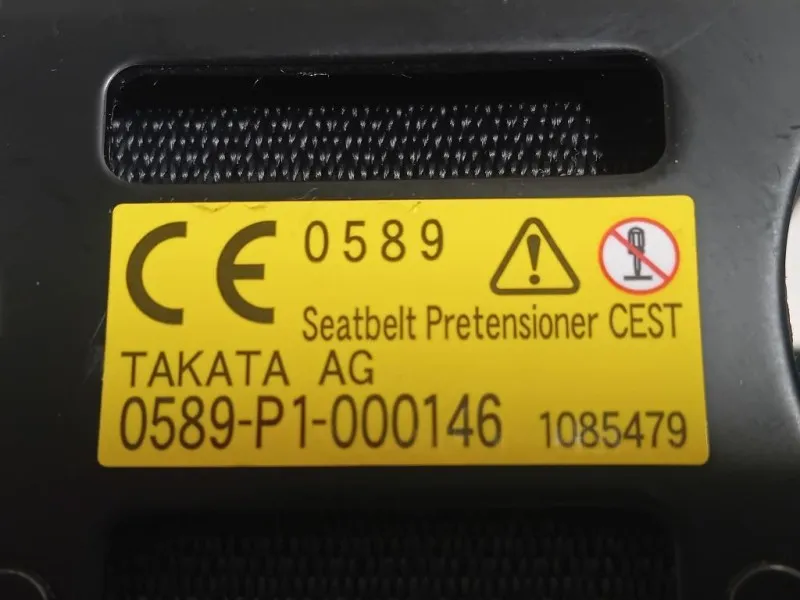 CE 0589
Seatbelt Pretensioner CEST
TAKATA AG
0589-P1-000146 1085479